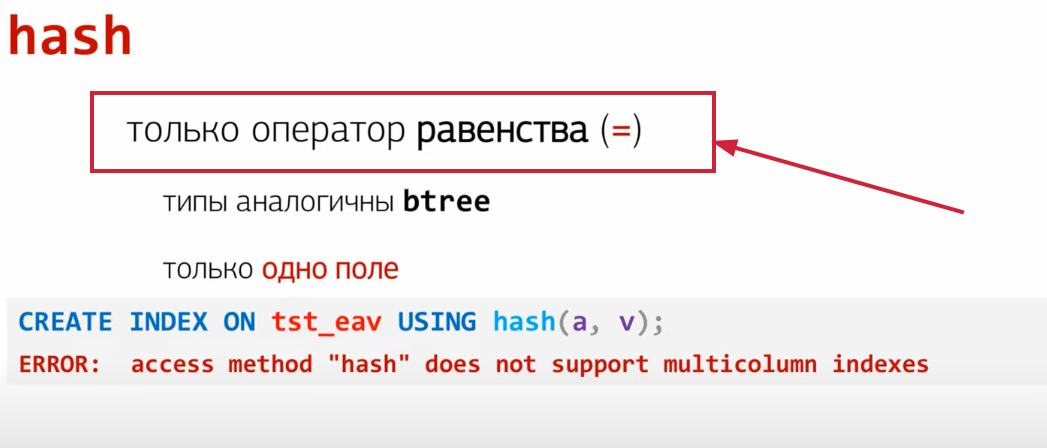 hash
только оператор равенства (=)
типы аналогичны btree
только одно поле
CREATE INDEX ON tst_eav USING hash(a, v);
ERROR:  access method "hash" does not support multicolumn indexes